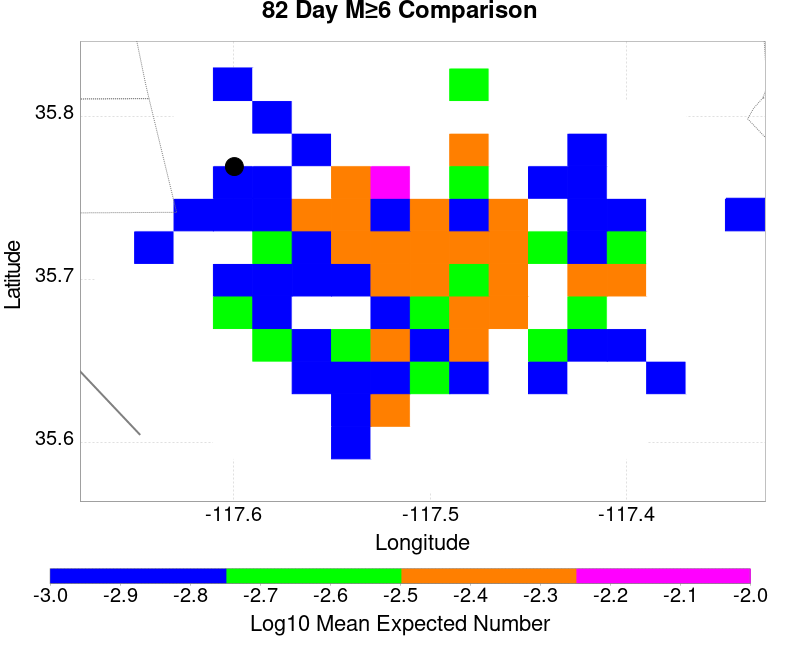 82 Day M≥6 Comparison
35.8
35.7
35.6
Latitude
-117.6 -117.5 -117.4
Longitude
-3.0 -2.9 -2.8 -2.7 -2.6 -2.5 -2.4 -2.3 -2.2 -2.1 -2.0
Log10 Mean Expected Number